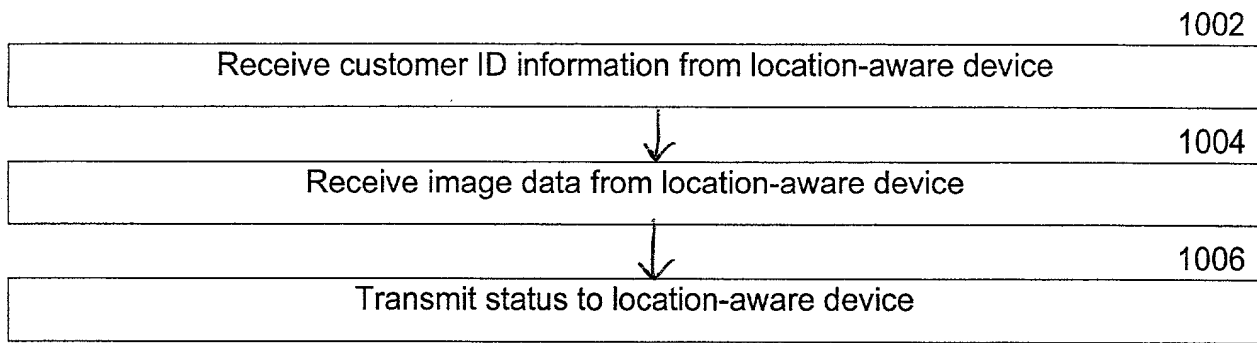 1002
Receive customer ID information from location-aware device
1004
Receive image data from location-aware device
1006
Transmit status to location-aware device